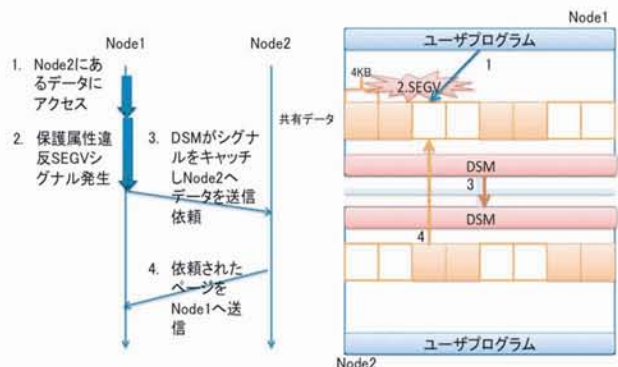 Node1
Node2
1. Node2にあ
るデータに
アクセス
2. 保護属性違
反SEGVシ
グナル発生
3. DSMがシグナ
ルをキャッチ
しNode2へ
データを送信
依頼
4. 依頼された
ページを
Node1へ送
信
Node1
ユーザプログラム
1
4KB
2.SEGV
共有データ
DSM
3
DSM
4
ユーザプログラム
Node2